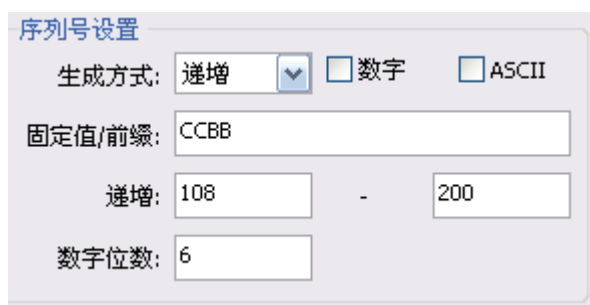 序列号设置
生成方式: 递增 数字 ASCII
固定值/前缀: CCBB
递增: 108 - 200
数字位数: 6